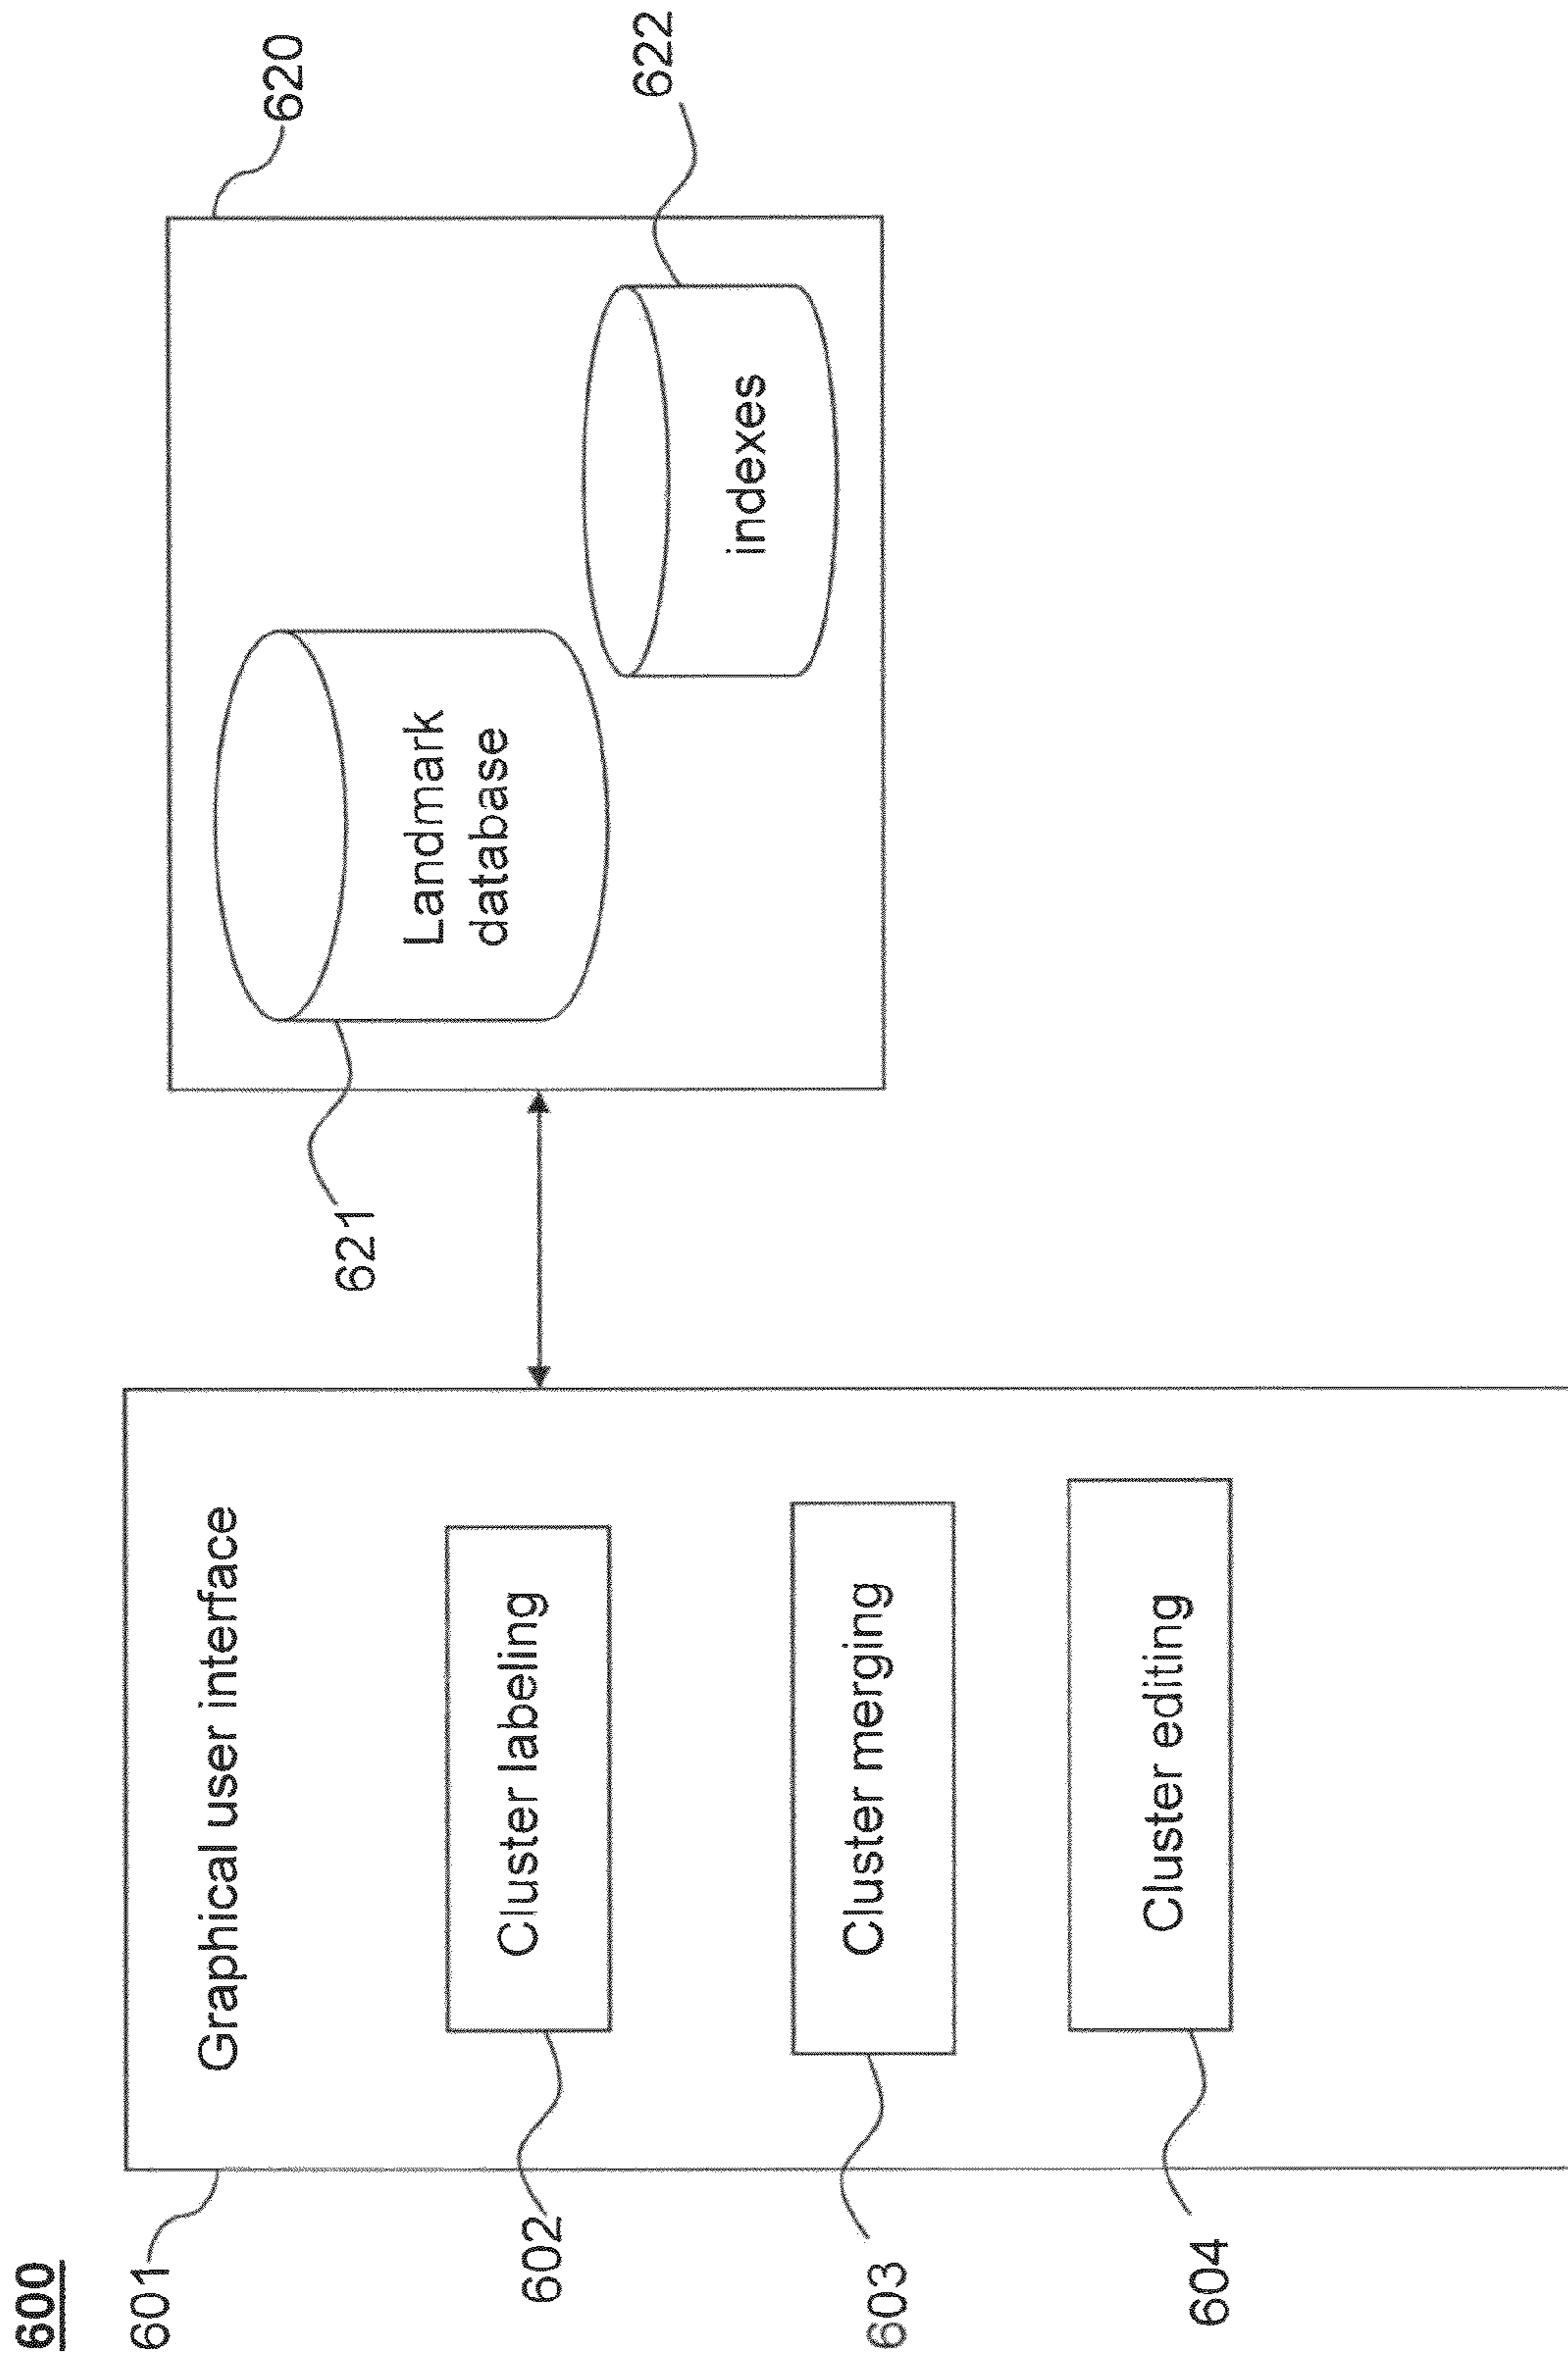 600
601
Graphical user interface
602
Cluster labeling
603
Cluster merging
604
Cluster editing
620
621
Landmark
database
622
indexes